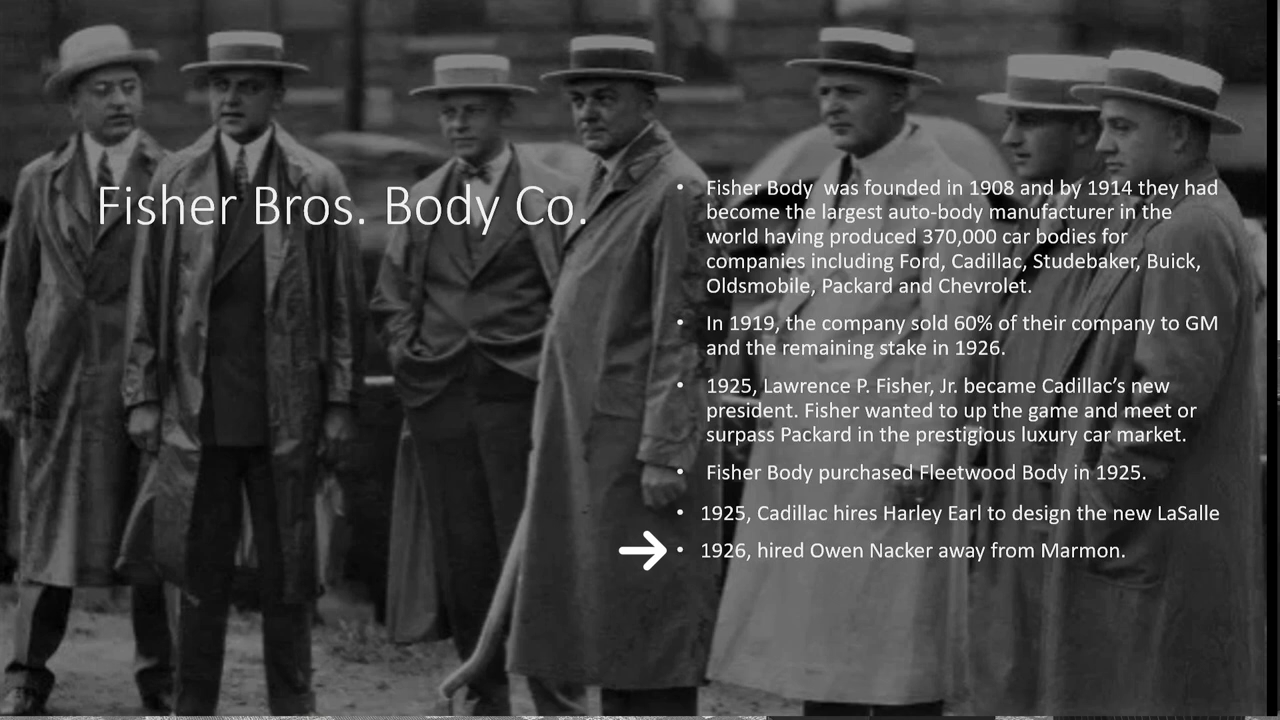 Fisher Bros. Body Co.
• Fisher Body  was founded in 1908 and by 1914 they had
become the largest auto-body manufacturer in the
world having produced 370,000 car bodies for
companies including Ford, Cadillac, Studebaker, Buick,
Oldsmobile, Packard and Chevrolet.
• In 1919, the company sold 60% of their company to GM
and the remaining stake in 1926.
• 1925, Lawrence P. Fisher, Jr. became Cadillac’s new
president. Fisher wanted to up the game and meet or
surpass Packard in the prestigious luxury car market.
• Fisher Body purchased Fleetwood Body in 1925.
• 1925, Cadillac hires Harley Earl to design the new LaSalle
• 1926, hired Owen Nacker away from Marmon.